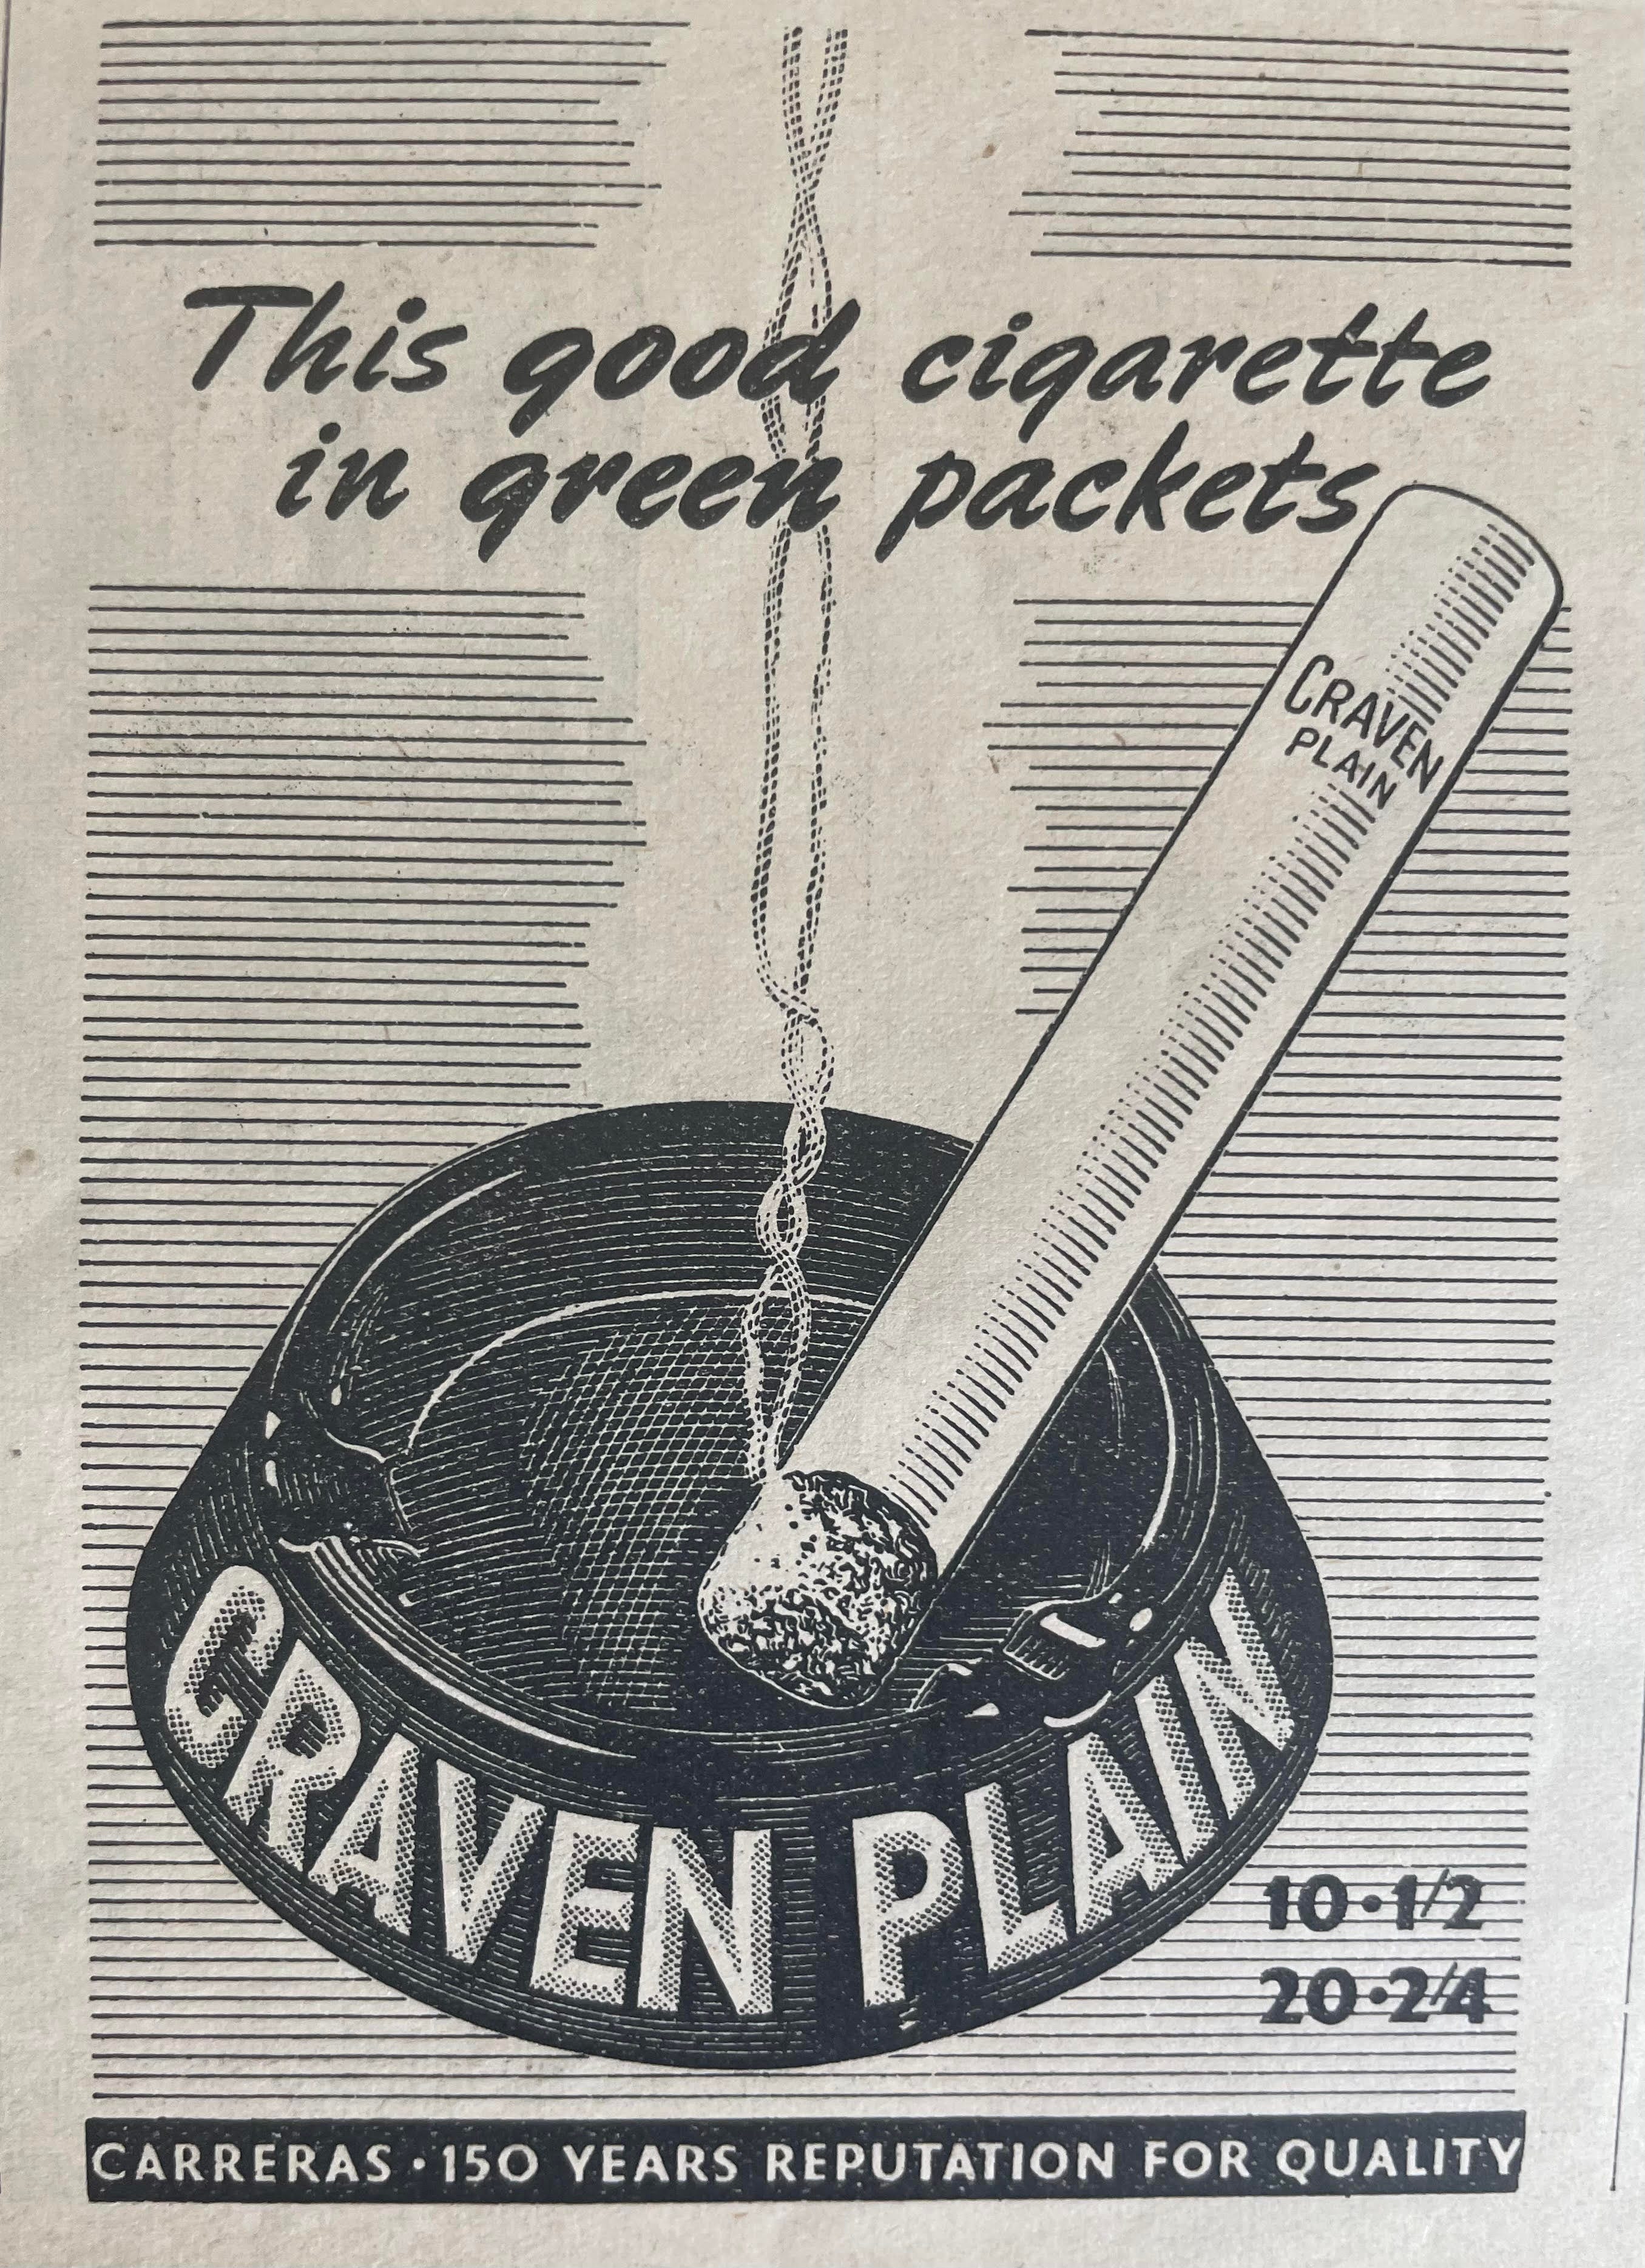 This good cigarette
in green packets
CRAVEN
PLAIN
CRAVEN PLAIN
10·1/2
20·2/4
CARRERAS · 150 YEARS REPUTATION FOR QUALITY